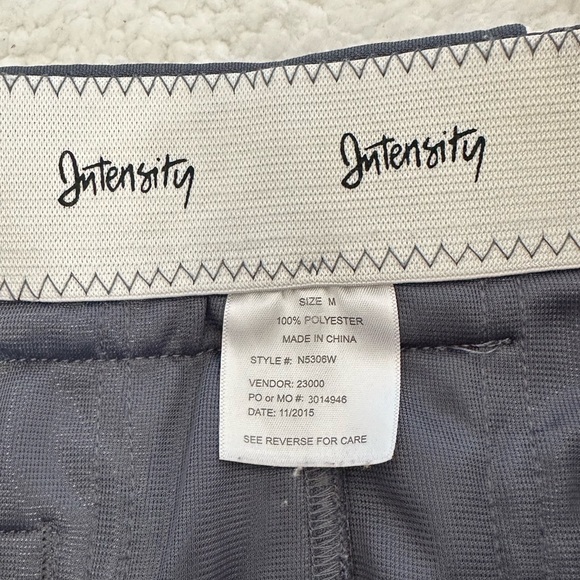 Intensity Intensity
SIZE M
100% POLYESTER
MADE IN CHINA
STYLE #: N5306W
VENDOR: 23000
PO or MO #: 3014946
DATE: 11/2015
SEE REVERSE FOR CARE